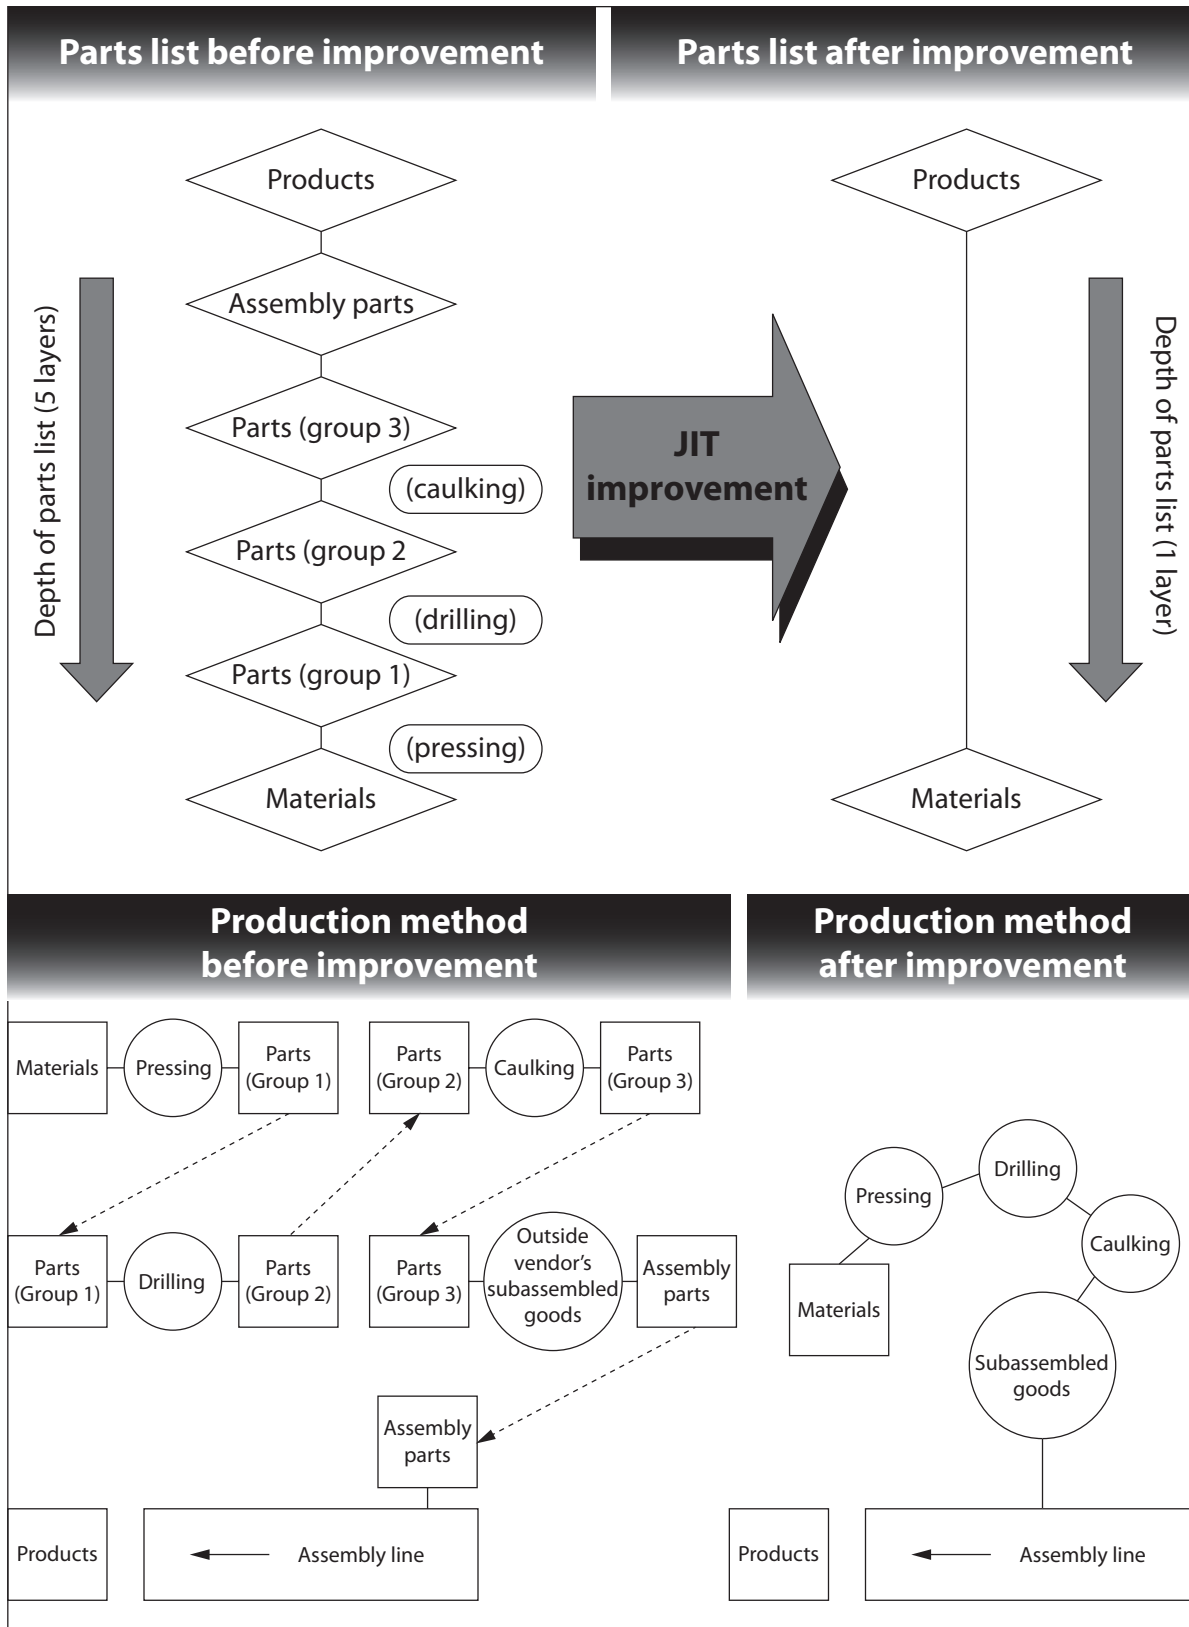 Parts list before improvement
Parts list after improvement
Products
Assembly parts
Parts (group 3)
(caulking)
Parts (group 2
(drilling)
Parts (group 1)
(pressing)
Materials
Depth of parts list (5 layers)
JIT
improvement
Products
Materials
Depth of parts list (1 layer)
Production method
before improvement
Production method
after improvement
Materials
Pressing
Parts
(Group 1)
Parts
(Group 2)
Caulking
Parts
(Group 3)
Parts
(Group 1)
Drilling
Parts
(Group 2)
Parts
(Group 3)
Outside
vendor's
subassembled
goods
Assembly
parts
Assembly
parts
Products
Assembly line
Materials
Pressing
Drilling
Caulking
Subassembled
goods
Products
Assembly line